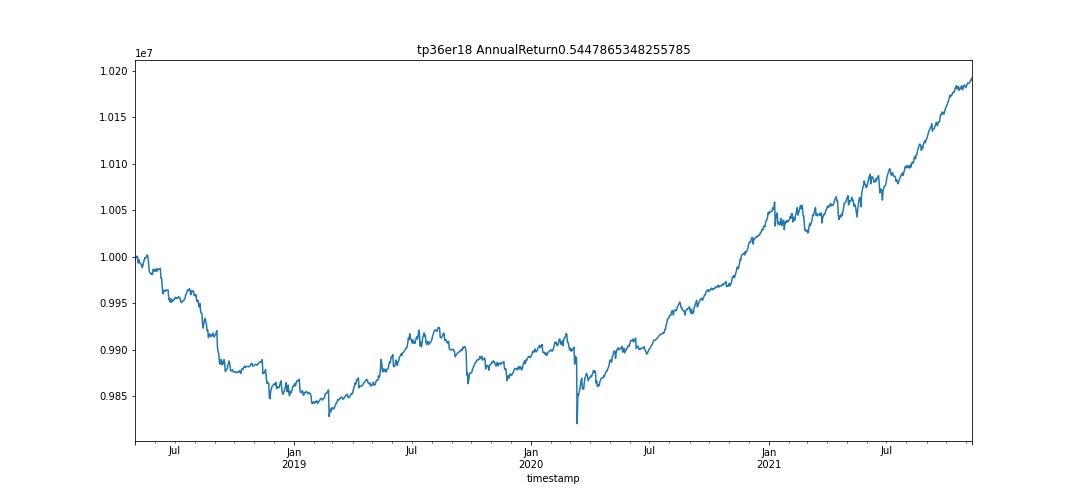 tp36er18 AnnualReturn0.5447865348255785
1e7
1.020
1.015
1.010
1.005
1.000
0.995
0.990
0.985
Jul
Jan
2019
Jul
Jan
2020
Jul
Jan
2021
Jul
timestamp